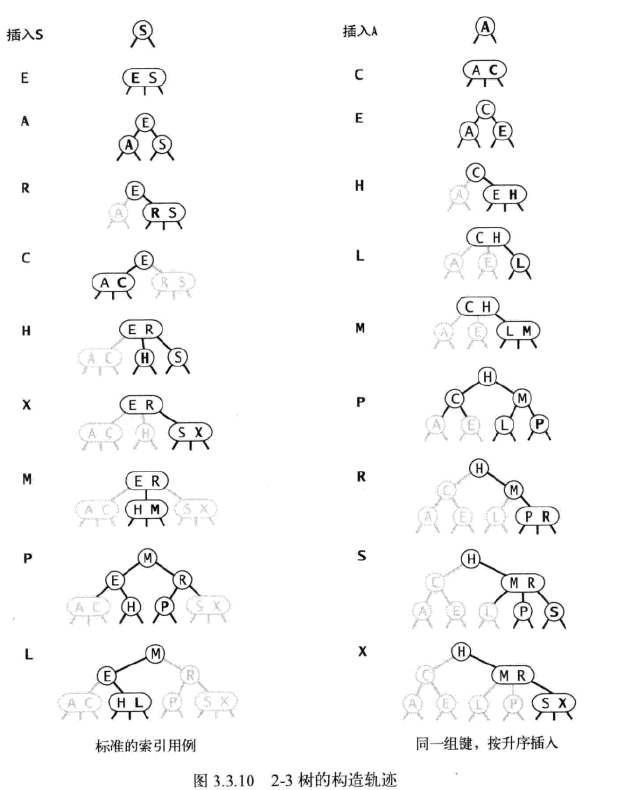 插入S S
E E S
E
A
A S
R E
A R S
C E
A C R S
H E R
A C H S
X E R
A C H S X
M E R
A C H M S X
P M
E R
A C H P S X
L M
E R
A C H L P S X
标准的索引用例
插入A A
C A C
C
E
A E
H C
A E H
C H
L
A E L
C H
M
A E L M
H
P C M
A E L P
R H
C M
A E L P R
S H
C M R
A E L P S
X H
C M R
A E L P S X
同一组键，按升序插入
图 3.3.10 2-3 树的构造轨迹